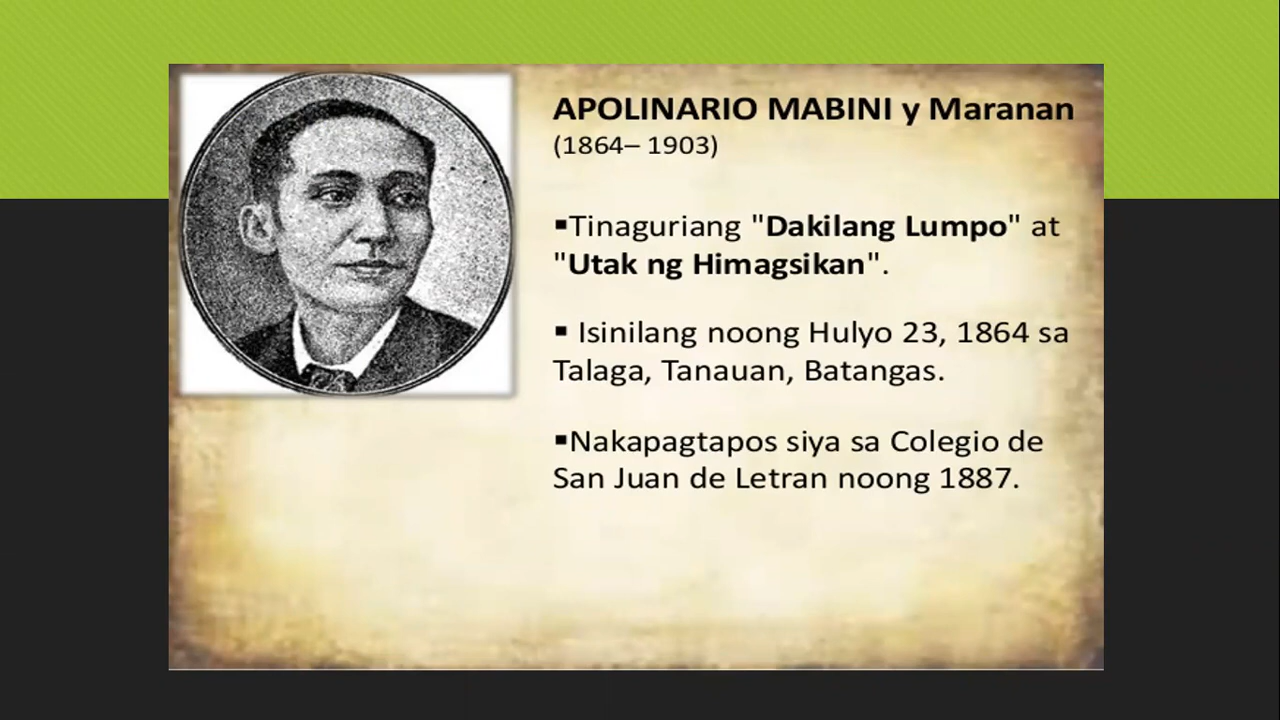 APOLINARIO MABINI y Maranan
(1864– 1903)
▪Tinaguriang "Dakilang Lumpo" at
"Utak ng Himagsikan".
▪ Isinilang noong Hulyo 23, 1864 sa
Talaga, Tanauan, Batangas.
▪Nakapagtapos siya sa Colegio de
San Juan de Letran noong 1887.